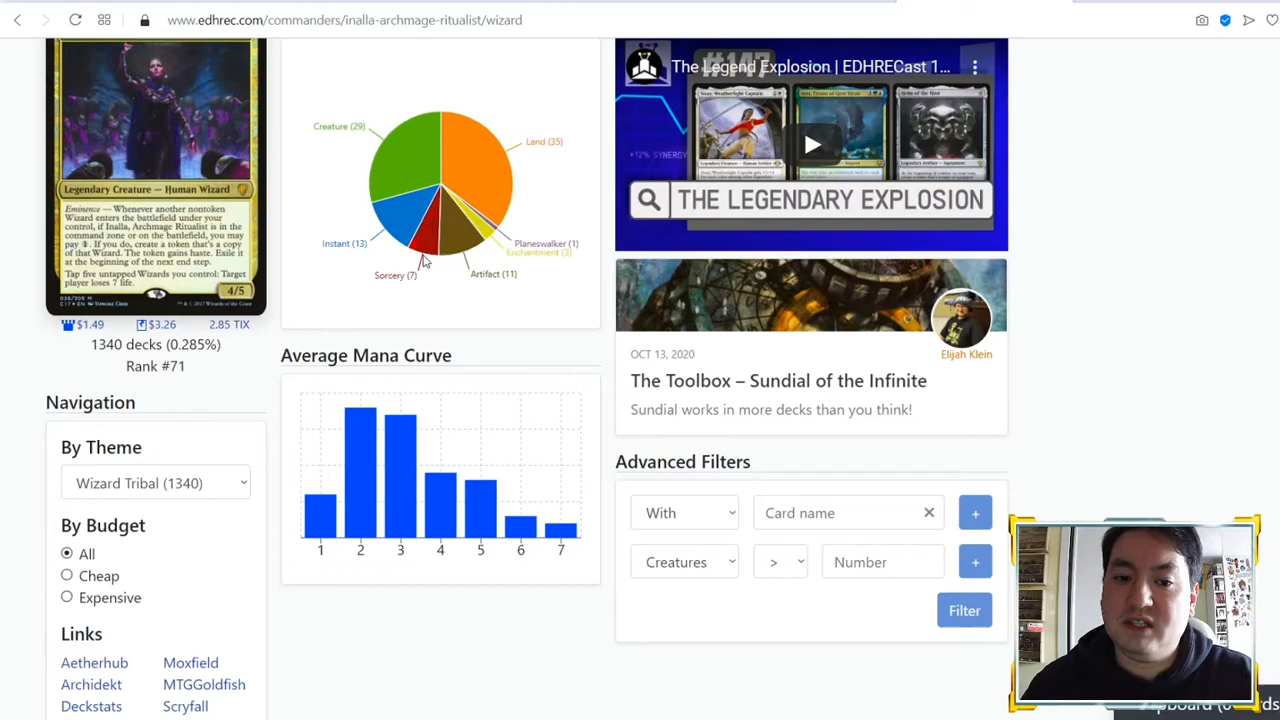 www.edhrec.com/commanders/inalla-archmage-ritualist/wizard
Legendary Creature — Human Wizard
Eminence — Whenever another nontoken
Wizard enters the battlefield under your
control, if Inalla, Archmage Ritualist is in the
command zone or on the battlefield, you may
pay 1. If you do, create a token that's a copy
of that Wizard. The token gains haste. Exile it
at the beginning of the next end step.
Tap five untapped Wizards you control: Target
player loses 7 life.
4/5
$1.49
$3.26
2.85 TIX
1340 decks (0.285%)
Rank #71
Navigation
By Theme
Wizard Tribal (1340)
By Budget
All
Cheap
Expensive
Links
Aetherhub
Moxfield
Archidekt
MTGGoldfish
Deckstats
Scryfall
Creature (29)
Land (35)
Instant (13)
Planeswalker (1)
Enchantment (3)
Sorcery (7)
Artifact (11)
Average Mana Curve
1 2 3 4 5 6 7
#147
The Legend Explosion | EDHRECast 1...
+12% SYNERGY
THE LEGENDARY EXPLOSION
OCT 13, 2020
Elijah Klein
The Toolbox – Sundial of the Infinite
Sundial works in more decks than you think!
Advanced Filters
With
Card name
+
Creatures
>
Number
+
Filter